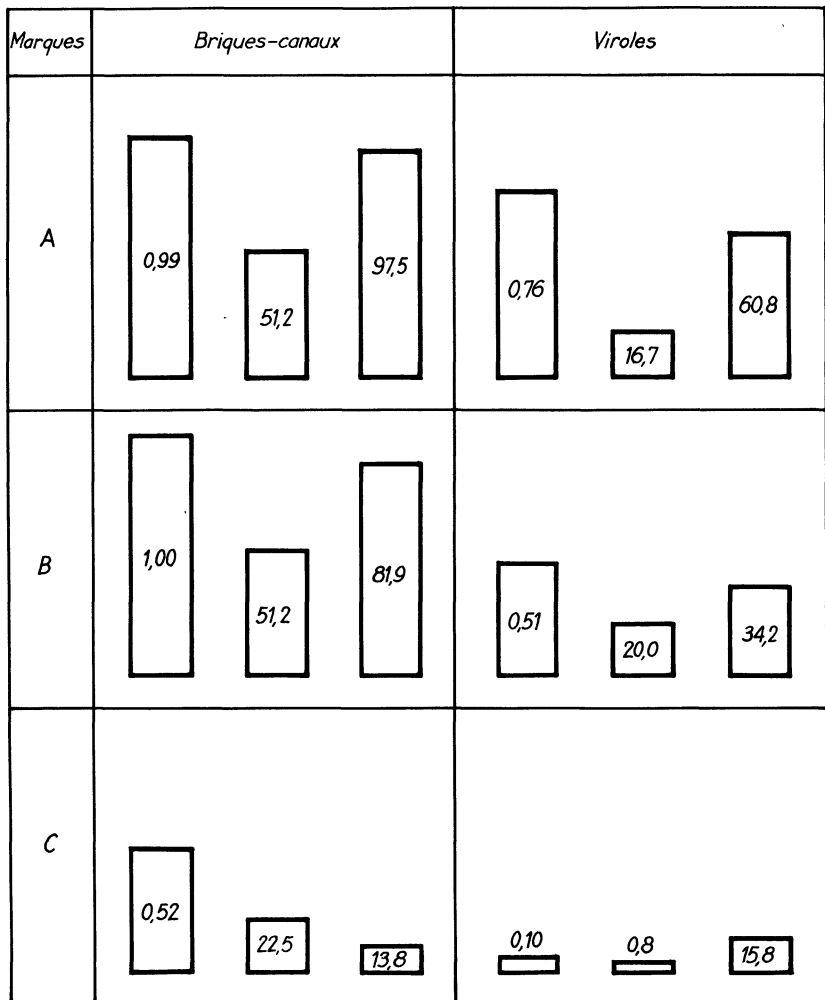 Marques Briques-canaux Viroles
A 0,99 51,2 97,5 0,76 16,7 60,8
B 1,00 51,2 81,9 0,51 20,0 34,2
C 0,52 22,5 13,8 0,10 0,8 15,8